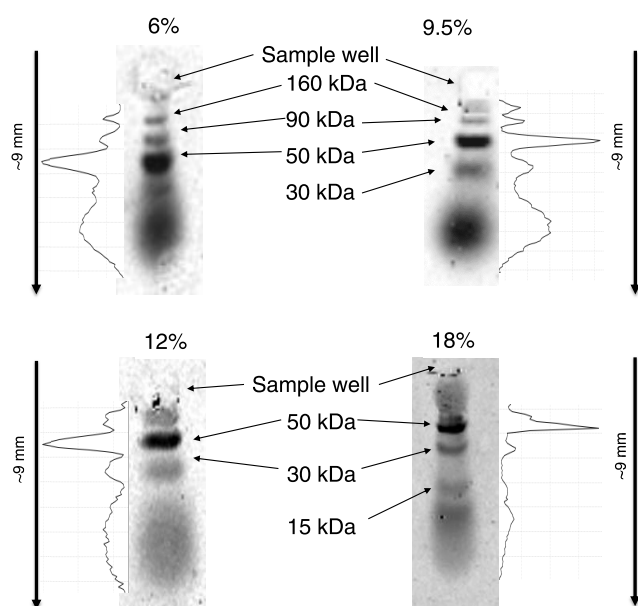 6%
9.5%
Sample well
160 kDa
90 kDa
50 kDa
30 kDa
~9 mm
~9 mm
12%
18%
Sample well
50 kDa
30 kDa
15 kDa
~9 mm
~9 mm